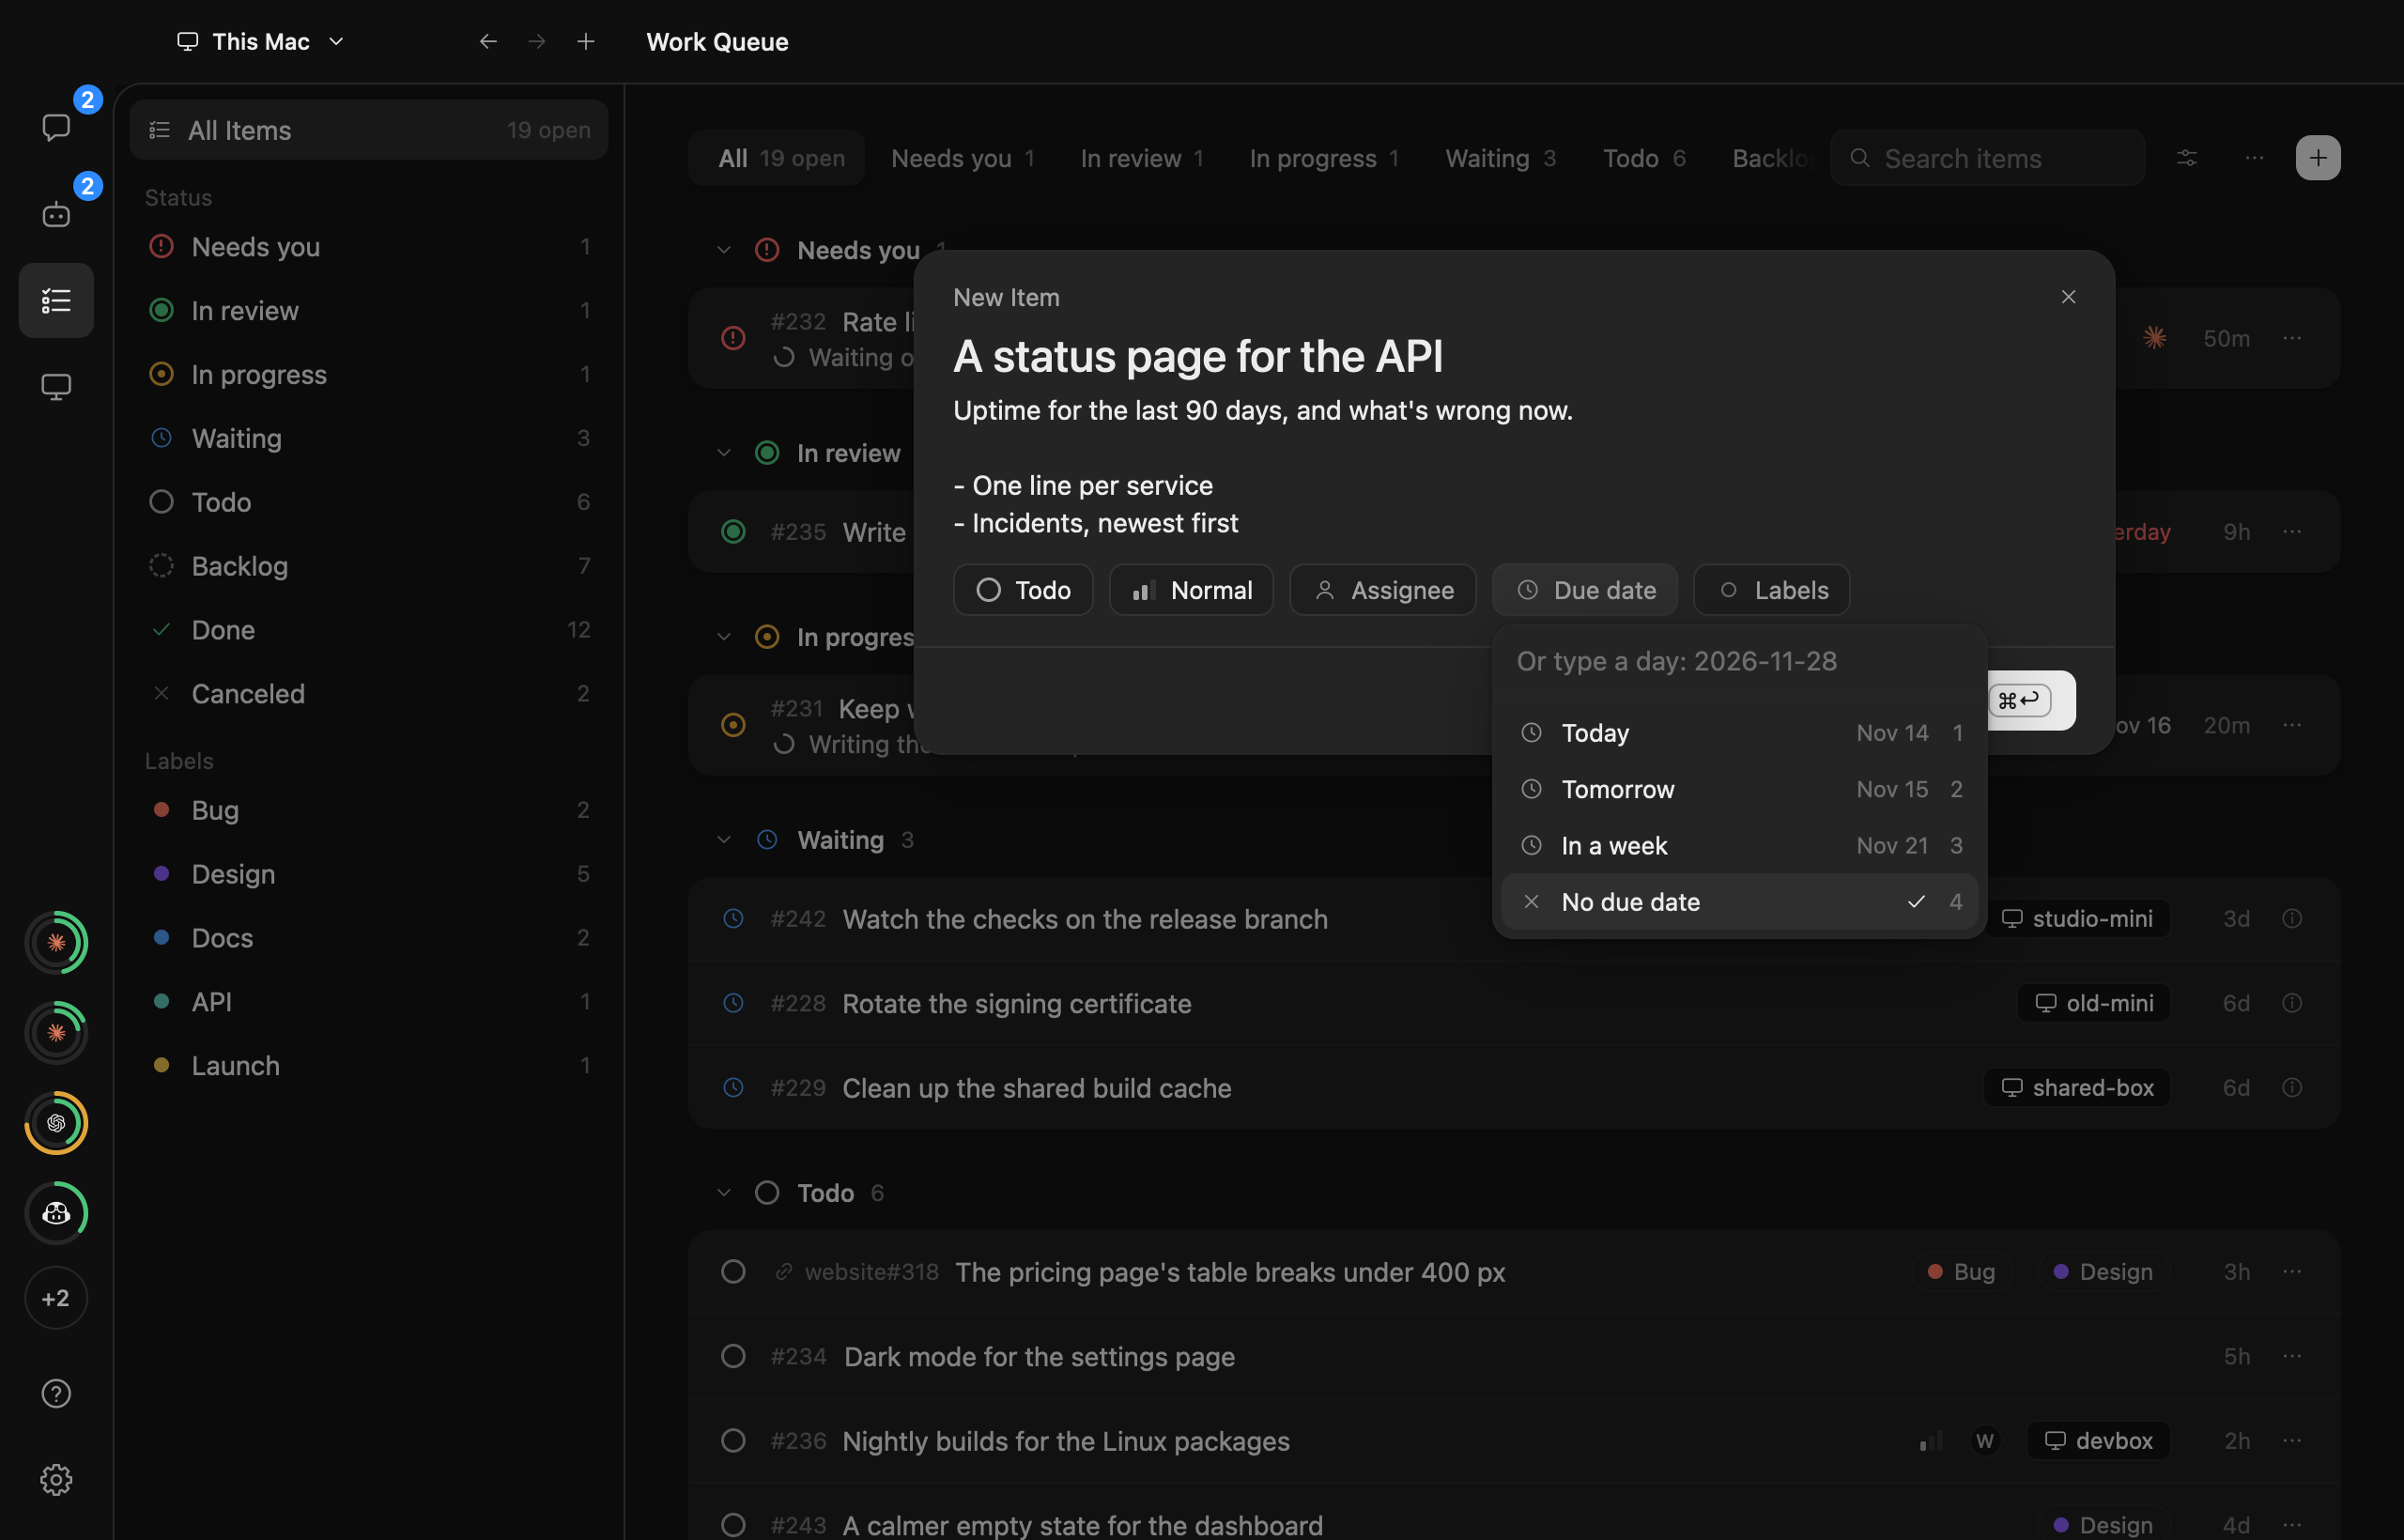 This Mac
Work Queue
2
2
All Items 19 open
Status
Needs you 1
In review 1
In progress 1
Waiting 3
Todo 6
Backlog 7
Done 12
Canceled 2
Labels
Bug 2
Design 5
Docs 2
API 1
Launch 1
+2
All 19 open Needs you 1 In review 1 In progress 1 Waiting 3 Todo 6 Search items
Needs you 1
#232 Rate
50m
Waiting
In review
#235 Write
9h
#231 Keep
Nov 16 20m
Writing
New Item
A status page for the API
Uptime for the last 90 days, and what's wrong now.
- One line per service
- Incidents, newest first
Todo Normal Assignee Due date Labels
⌘↩
Or type a day: 2026-11-28
Today Nov 14 1
Tomorrow Nov 15 2
In a week Nov 21 3
No due date 4
Waiting 3
#242 Watch the checks on the release branch studio-mini 3d
#228 Rotate the signing certificate old-mini 6d
#229 Clean up the shared build cache shared-box 6d
Todo 6
website#318 The pricing page's table breaks under 400 px Bug Design 3h
#234 Dark mode for the settings page 5h
#236 Nightly builds for the Linux packages W devbox 2h
#243 A calmer empty state for the dashboard Design 4d